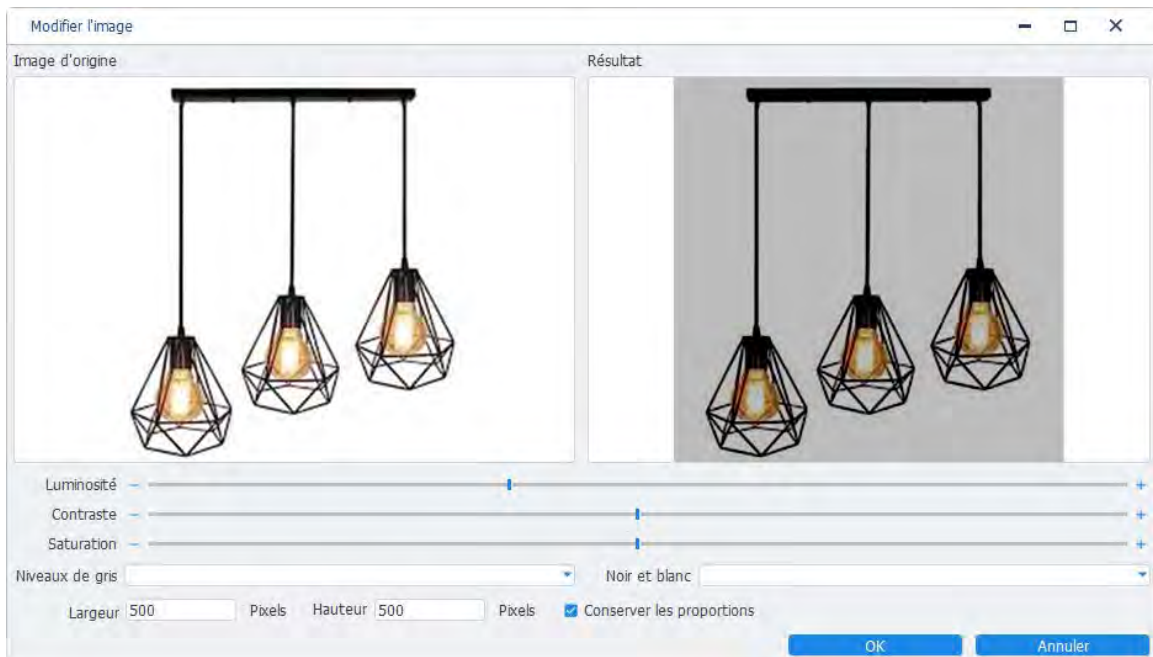 Modifier l'image
Image d'origine Résultat
Luminosité - +
Contraste - +
Saturation - +
Niveaux de gris Noir et blanc
Largeur 500 Pixels Hauteur 500 Pixels Conserver les proportions
OK Annuler